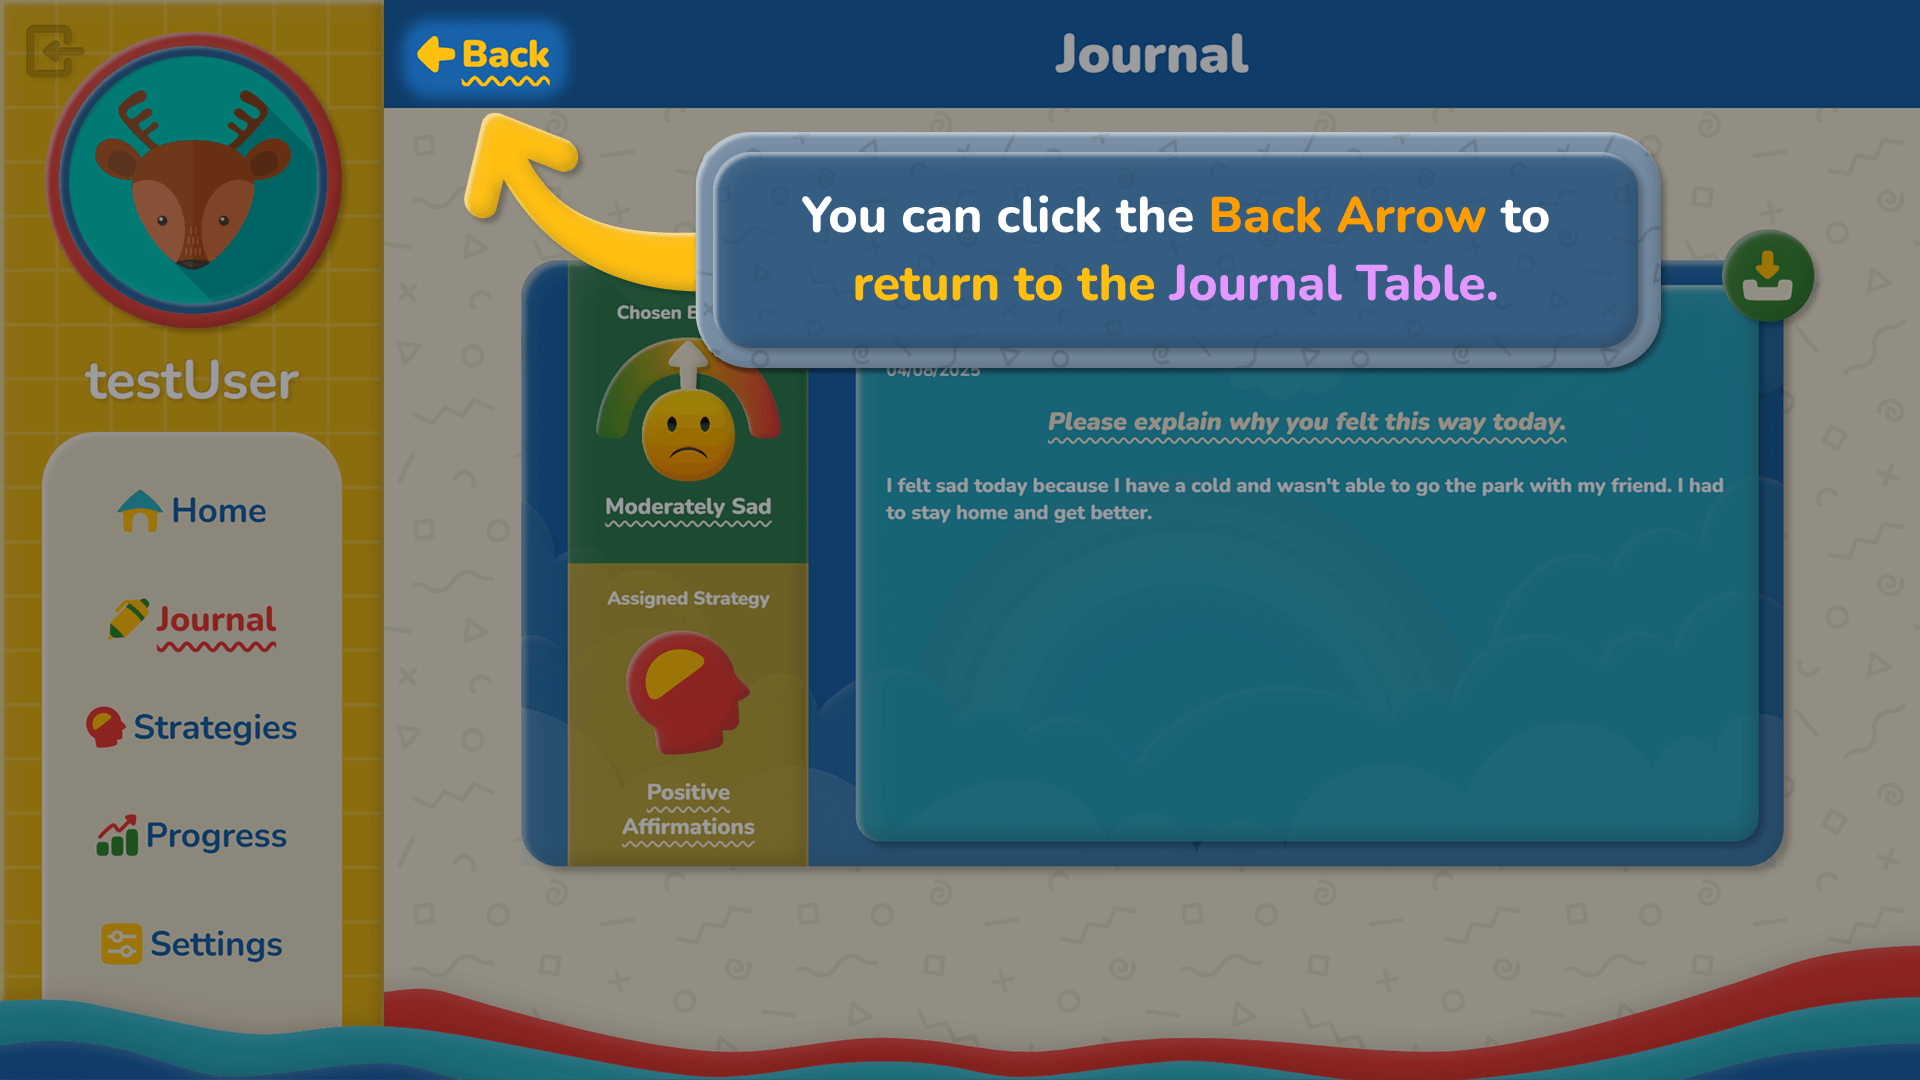 Back
Journal
You can click the Back Arrow to
return to the Journal Table.
testUser
Home
Journal
Strategies
Progress
Settings
Chosen
Moderately Sad
Assigned Strategy
Positive
Affirmations
04/08/2025
Please explain why you felt this way today.
I felt sad today because I have a cold and wasn't able to go the park with my friend. I had
to stay home and get better.